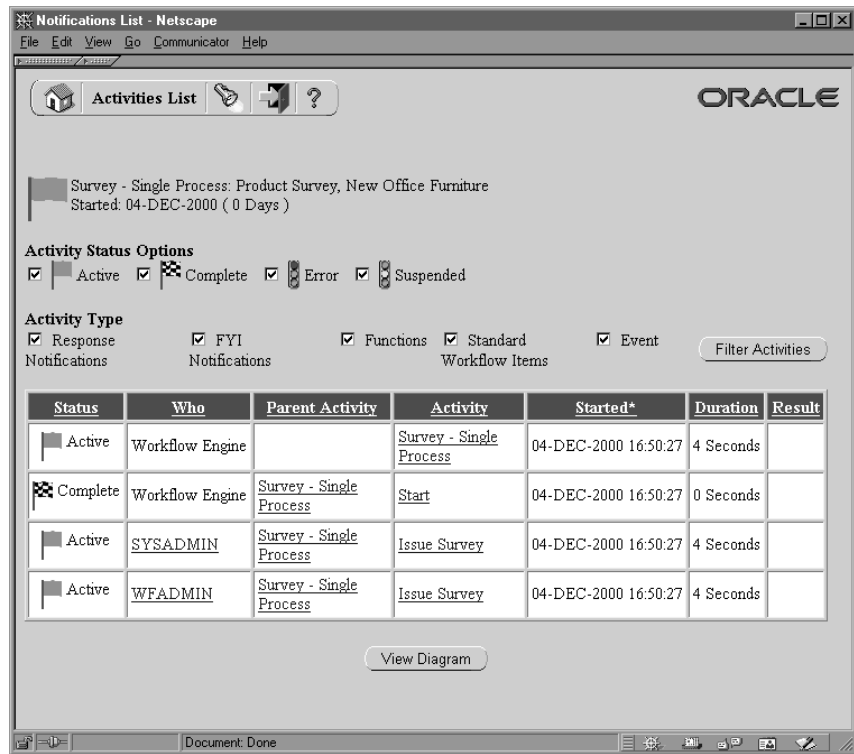 Notifications List - Netscape
File Edit View Go Communicator Help
Activities List ?
ORACLE
Survey - Single Process: Product Survey, New Office Furniture
Started: 04-DEC-2000 ( 0 Days )
Activity Status Options
Active Complete Error Suspended
Activity Type
Response Notifications FYI Notifications Functions Standard Workflow Items Event Filter Activities
Status Who Parent Activity Activity Started* Duration Result
Active Workflow Engine Survey - Single Process 04-DEC-2000 16:50:27 4 Seconds
Complete Workflow Engine Survey - Single Process Start 04-DEC-2000 16:50:27 0 Seconds
Active SYSADMIN Survey - Single Process Issue Survey 04-DEC-2000 16:50:27 4 Seconds
Active WFADMIN Survey - Single Process Issue Survey 04-DEC-2000 16:50:27 4 Seconds
View Diagram
Document: Done